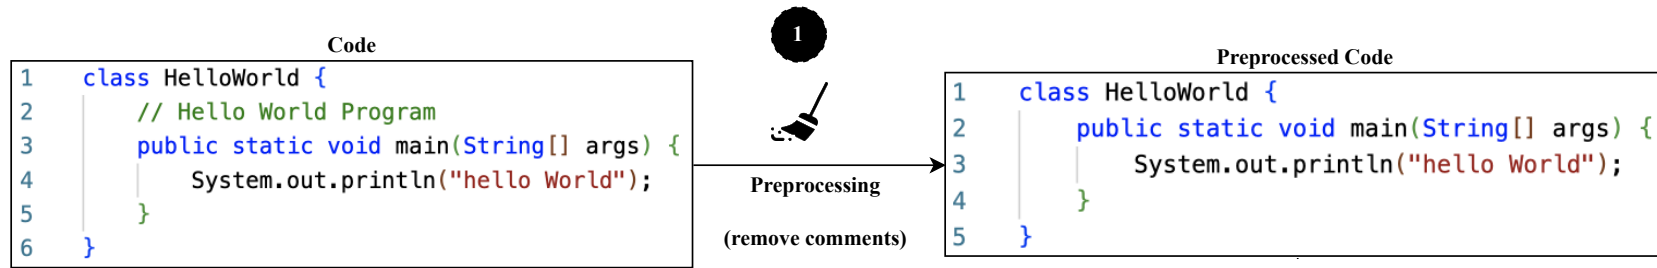 Code
1 class HelloWorld {
2 // Hello World Program
3 public static void main(String[] args) {
4 System.out.println("hello World");
5 }
6 }
1
Preprocessing
(remove comments)
Preprocessed Code
1 class HelloWorld {
2 public static void main(String[] args) {
3 System.out.println("hello World");
4 }
5 }